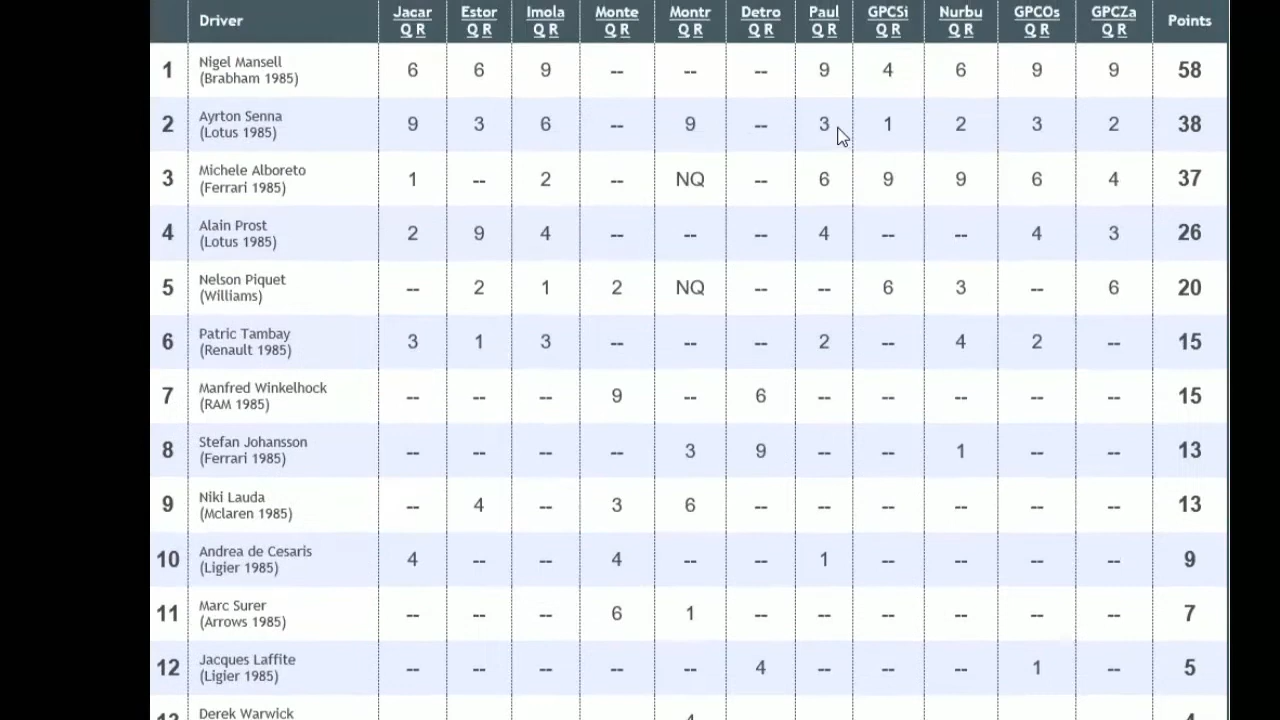 Driver Jacar Estor Imola Monte Montr Detro Paul GPCSi Nurbu GPCOs GPCZa Points
Q R Q R Q R Q R Q R Q R Q R Q R Q R Q R Q R
1 Nigel Mansell (Brabham 1985) 6 6 9 -- -- -- 9 4 6 9 9 58
2 Ayrton Senna (Lotus 1985) 9 3 6 -- 9 -- 3 1 2 3 2 38
3 Michele Alboreto (Ferrari 1985) 1 -- 2 -- NQ -- 6 9 9 6 4 37
4 Alain Prost (Lotus 1985) 2 9 4 -- -- -- 4 -- -- 4 3 26
5 Nelson Piquet (Williams) -- 2 1 2 NQ -- -- 6 3 -- 6 20
6 Patric Tambay (Renault 1985) 3 1 3 -- -- -- 2 -- 4 2 -- 15
7 Manfred Winkelhock (RAM 1985) -- -- -- 9 -- 6 -- -- -- -- -- 15
8 Stefan Johansson (Ferrari 1985) -- -- -- -- 3 9 -- -- 1 -- -- 13
9 Niki Lauda (Mclaren 1985) -- 4 -- 3 6 -- -- -- -- -- -- 13
10 Andrea de Cesaris (Ligier 1985) 4 -- -- 4 -- -- 1 -- -- -- -- 9
11 Marc Surer (Arrows 1985) -- -- -- 6 1 -- -- -- -- -- -- 7
12 Jacques Laffite (Ligier 1985) -- -- -- -- -- 4 -- -- -- 1 -- 5
Derek Warwick